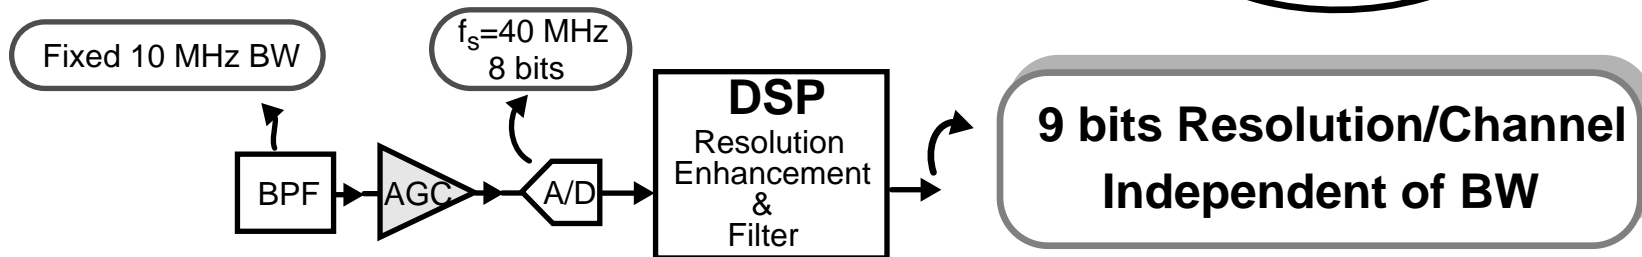 Fixed 10 MHz BW
fs=40 MHz
8 bits
BPF
AGC
A/D
DSP
Resolution
Enhancement
&
Filter
9 bits Resolution/Channel
Independent of BW